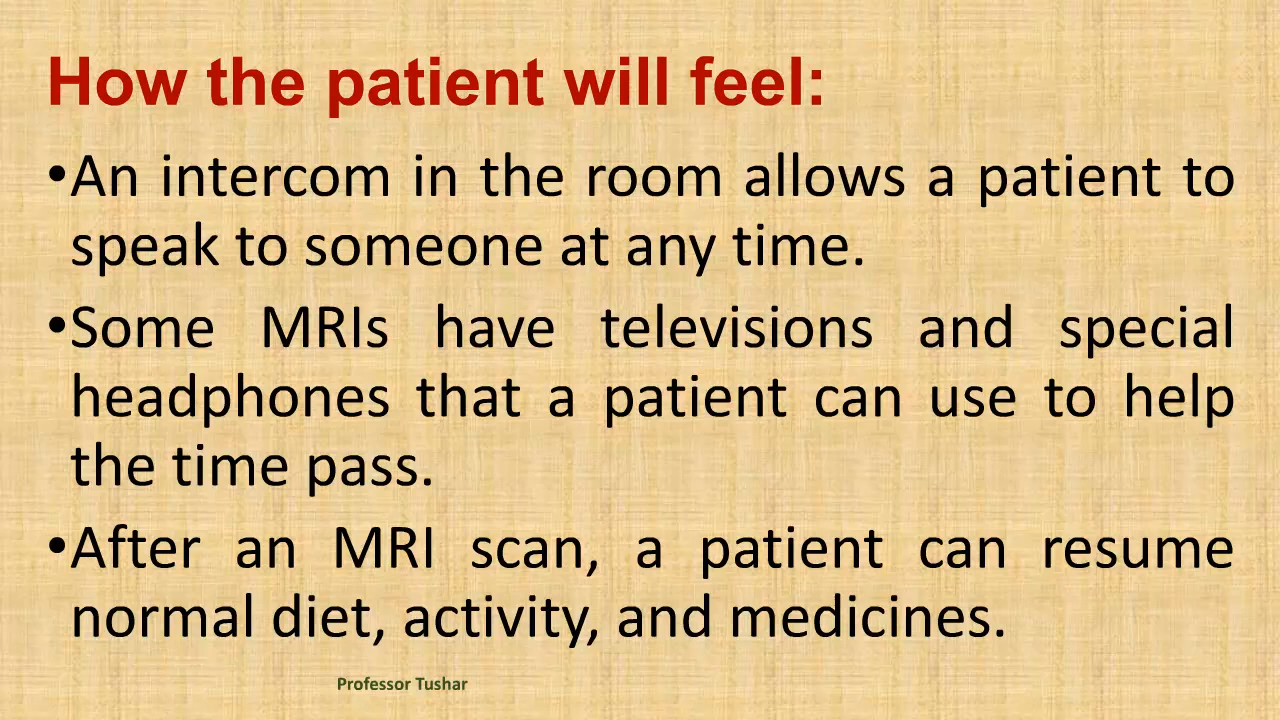 How the patient will feel:
•An intercom in the room allows a patient to
speak to someone at any time.
•Some MRIs have televisions and special
headphones that a patient can use to help
the time pass.
•After an MRI scan, a patient can resume
normal diet, activity, and medicines.
Professor Tushar